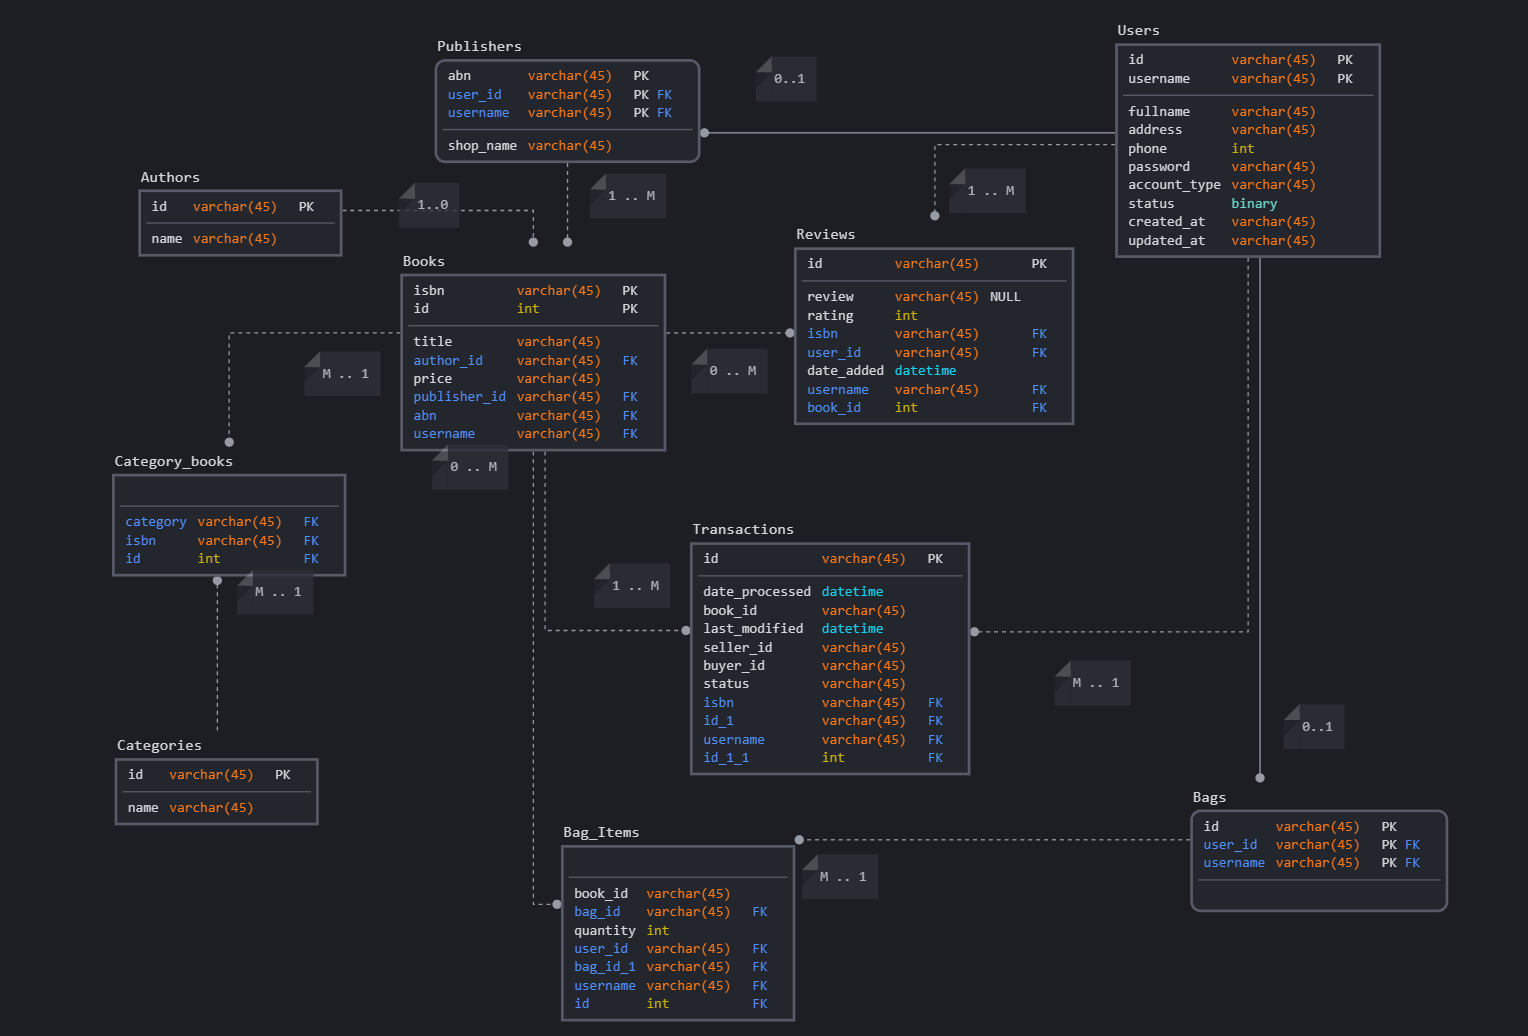 Publishers
abn varchar(45) PK
user_id varchar(45) PK FK
username varchar(45) PK FK
shop_name varchar(45)
0..1
Users
id varchar(45) PK
username varchar(45) PK
fullname varchar(45)
address varchar(45)
phone int
password varchar(45)
account_type varchar(45)
status binary
created_at varchar(45)
updated_at varchar(45)
Authors
id varchar(45) PK
name varchar(45)
1..0
1 .. M
1 .. M
Books
isbn varchar(45) PK
id int PK
title varchar(45)
author_id varchar(45) FK
price varchar(45)
publisher_id varchar(45) FK
abn varchar(45) FK
username varchar(45) FK
Reviews
id varchar(45) PK
review varchar(45) NULL
rating int
isbn varchar(45) FK
user_id varchar(45) FK
date_added datetime
username varchar(45) FK
book_id int FK
M .. 1
0 .. M
0 .. M
Category_books
category varchar(45) FK
isbn varchar(45) FK
id int FK
M .. 1
1 .. M
Transactions
id varchar(45) PK
date_processed datetime
book_id varchar(45)
last_modified datetime
seller_id varchar(45)
buyer_id varchar(45)
status varchar(45)
isbn varchar(45) FK
id_1 varchar(45) FK
username varchar(45) FK
id_1_1 int FK
M .. 1
0..1
Categories
id varchar(45) PK
name varchar(45)
Bags
id varchar(45) PK
user_id varchar(45) PK FK
username varchar(45) PK FK
Bag_Items
book_id varchar(45)
bag_id varchar(45) FK
quantity int
user_id varchar(45) FK
bag_id_1 varchar(45) FK
username varchar(45) FK
id int FK
M .. 1